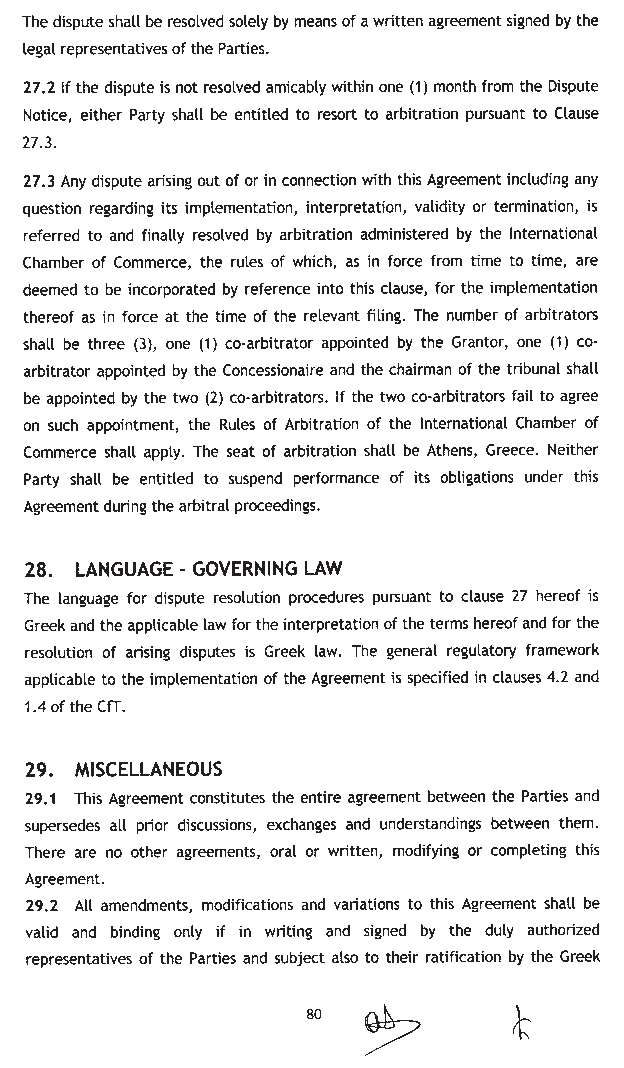 The dispute shall be resolved solely by means of a written agreement signed by the
legal representatives of the Parties.
27.2 If the dispute is not resolved amicably within one (1) month from the Dispute
Notice, either Party shall be entitled to resort to arbitration pursuant to Clause
27.3.
27.3 Any dispute arising out of or in connection with this Agreement including any
question regarding its implementation, interpretation, validity or termination, is
referred to and finally resolved by arbitration administered by the International
Chamber of Commerce, the rules of which, as in force from time to time, are
deemed to be incorporated by reference into this clause, for the implementation
thereof as in force at the time of the relevant filing. The number of arbitrators
shall be three (3), one (1) co-arbitrator appointed by the Grantor, one (1) co-
arbitrator appointed by the Concessionaire and the chairman of the tribunal shall
be appointed by the two (2) co-arbitrators. If the two co-arbitrators fail to agree
on such appointment, the Rules of Arbitration of the International Chamber of
Commerce shall apply. The seat of arbitration shall be Athens, Greece. Neither
Party shall be entitled to suspend performance of its obligations under this
Agreement during the arbitral proceedings.
28. LANGUAGE - GOVERNING LAW
The language for dispute resolution procedures pursuant to clause 27 hereof is
Greek and the applicable law for the interpretation of the terms hereof and for the
resolution of arising disputes is Greek law. The general regulatory framework
applicable to the implementation of the Agreement is specified in clauses 4.2 and
1.4 of the CfT.
29. MISCELLANEOUS
29.1 This Agreement constitutes the entire agreement between the Parties and
supersedes all prior discussions, exchanges and understandings between them.
There are no other agreements, oral or written, modifying or completing this
Agreement.
29.2 All amendments, modifications and variations to this Agreement shall be
valid and binding only if in writing and signed by the duly authorized
representatives of the Parties and subject also to their ratification by the Greek
80